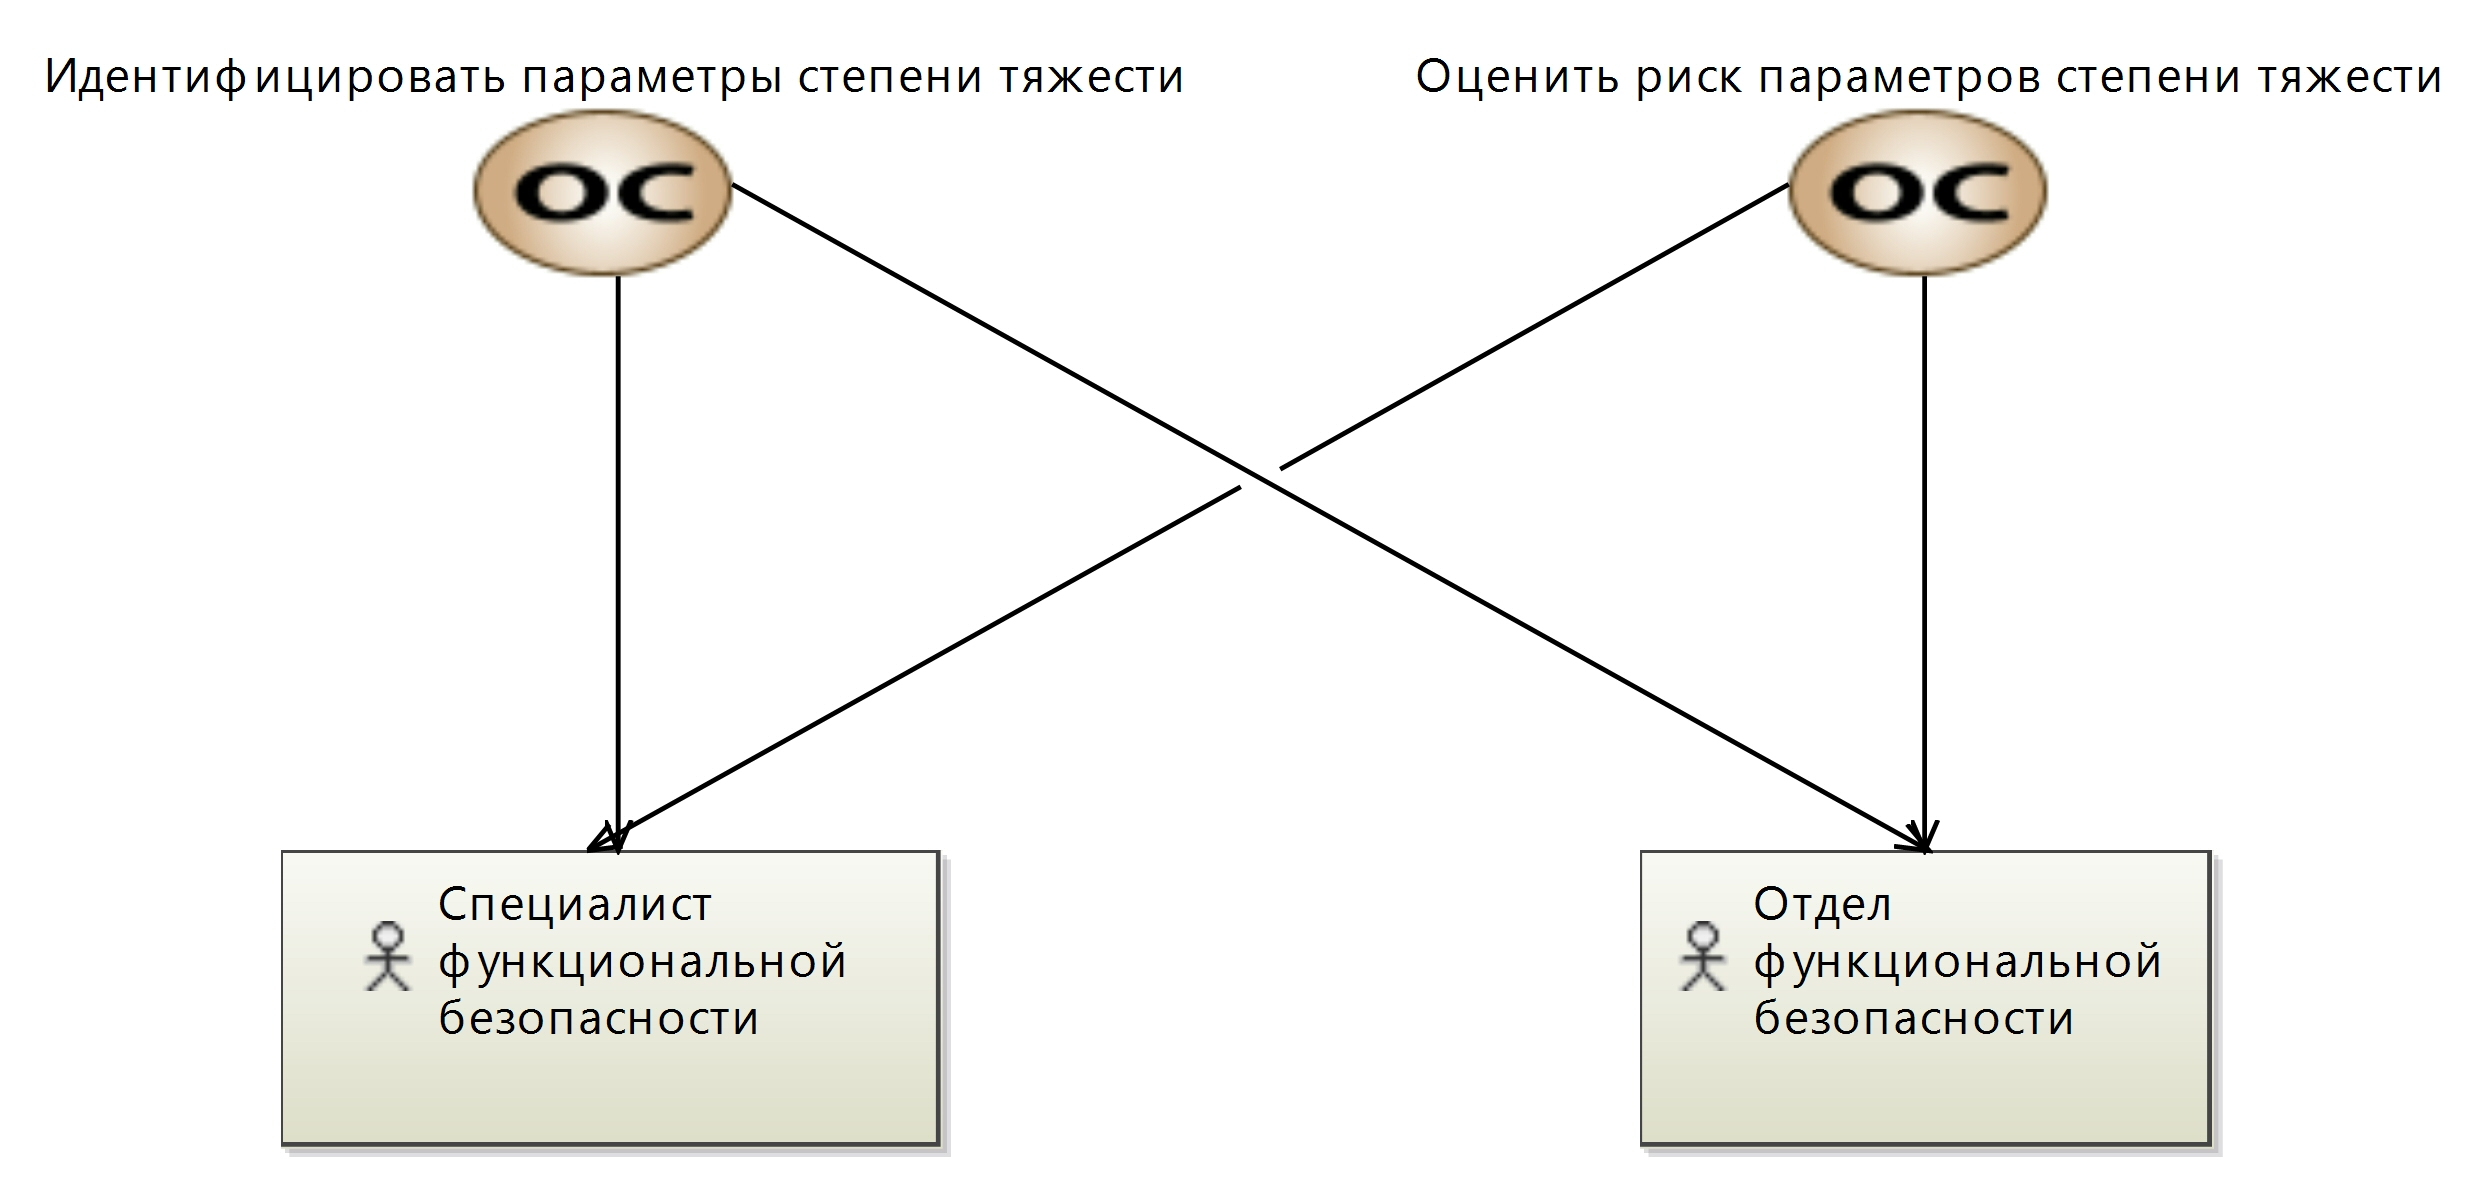 Идентифицировать параметры степени тяжести
Оценить риск параметров степени тяжести
OC
OC
Специалист
функциональной
безопасности
Отдел
функциональной
безопасности